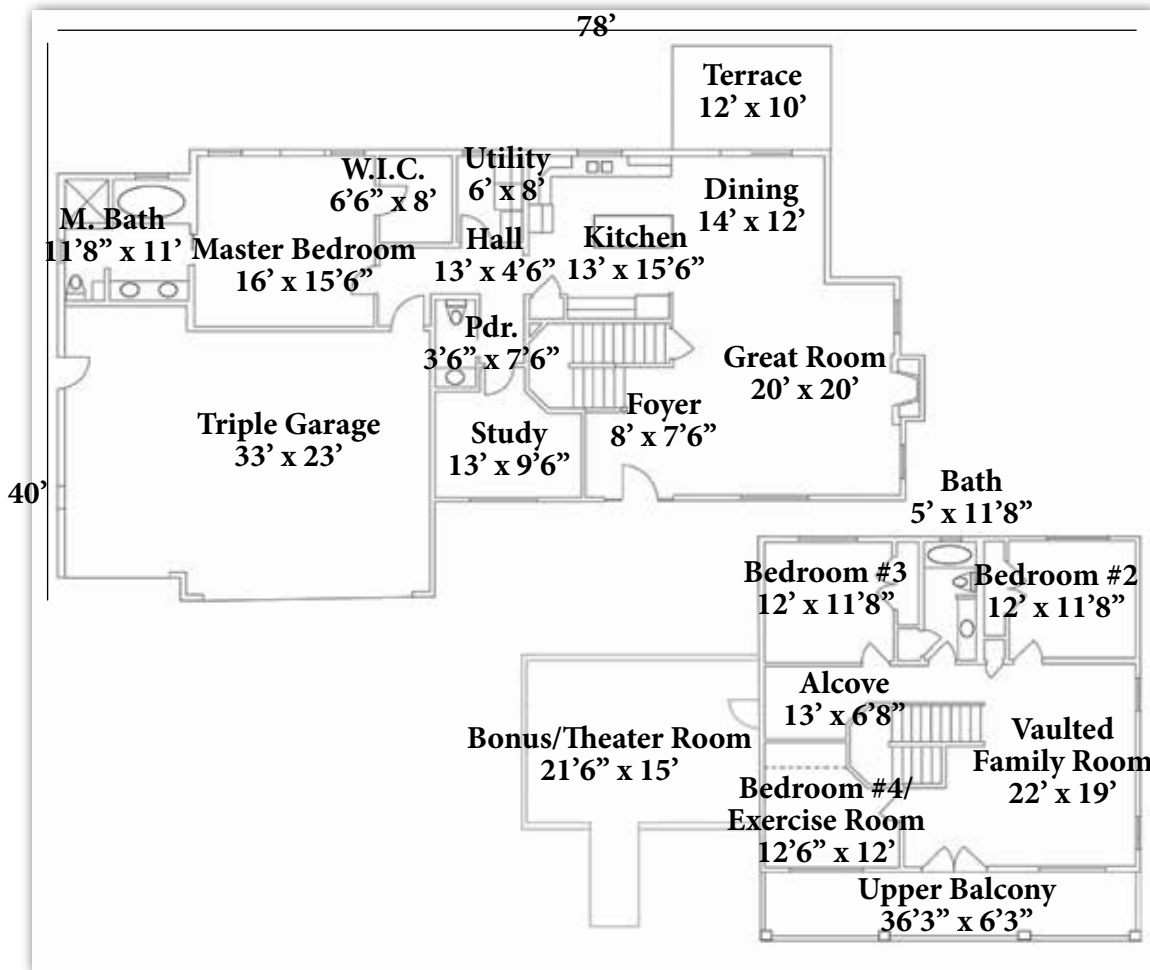 78’
Terrace
12’ x 10’
W.I.C.
6’6” x 8’
Utility
6’ x 8’
Dining
14’ x 12’
M. Bath
11’8” x 11’
Master Bedroom
16’ x 15’6”
Hall
13’ x 4’6”
Kitchen
13’ x 15’6”
Pdr.
3’6” x 7’6”
Great Room
20’ x 20’
Foyer
8’ x 7’6”
Triple Garage
33’ x 23’
Study
13’ x 9’6”
40’
Bath
5’ x 11’8”
Bedroom #3
12’ x 11’8”
Bedroom #2
12’ x 11’8”
Alcove
13’ x 6’8”
Bonus/Theater Room
21’6” x 15’
Vaulted
Family Room
22’ x 19’
Bedroom #4/
Exercise Room
12’6” x 12’
Upper Balcony
36’3” x 6’3”